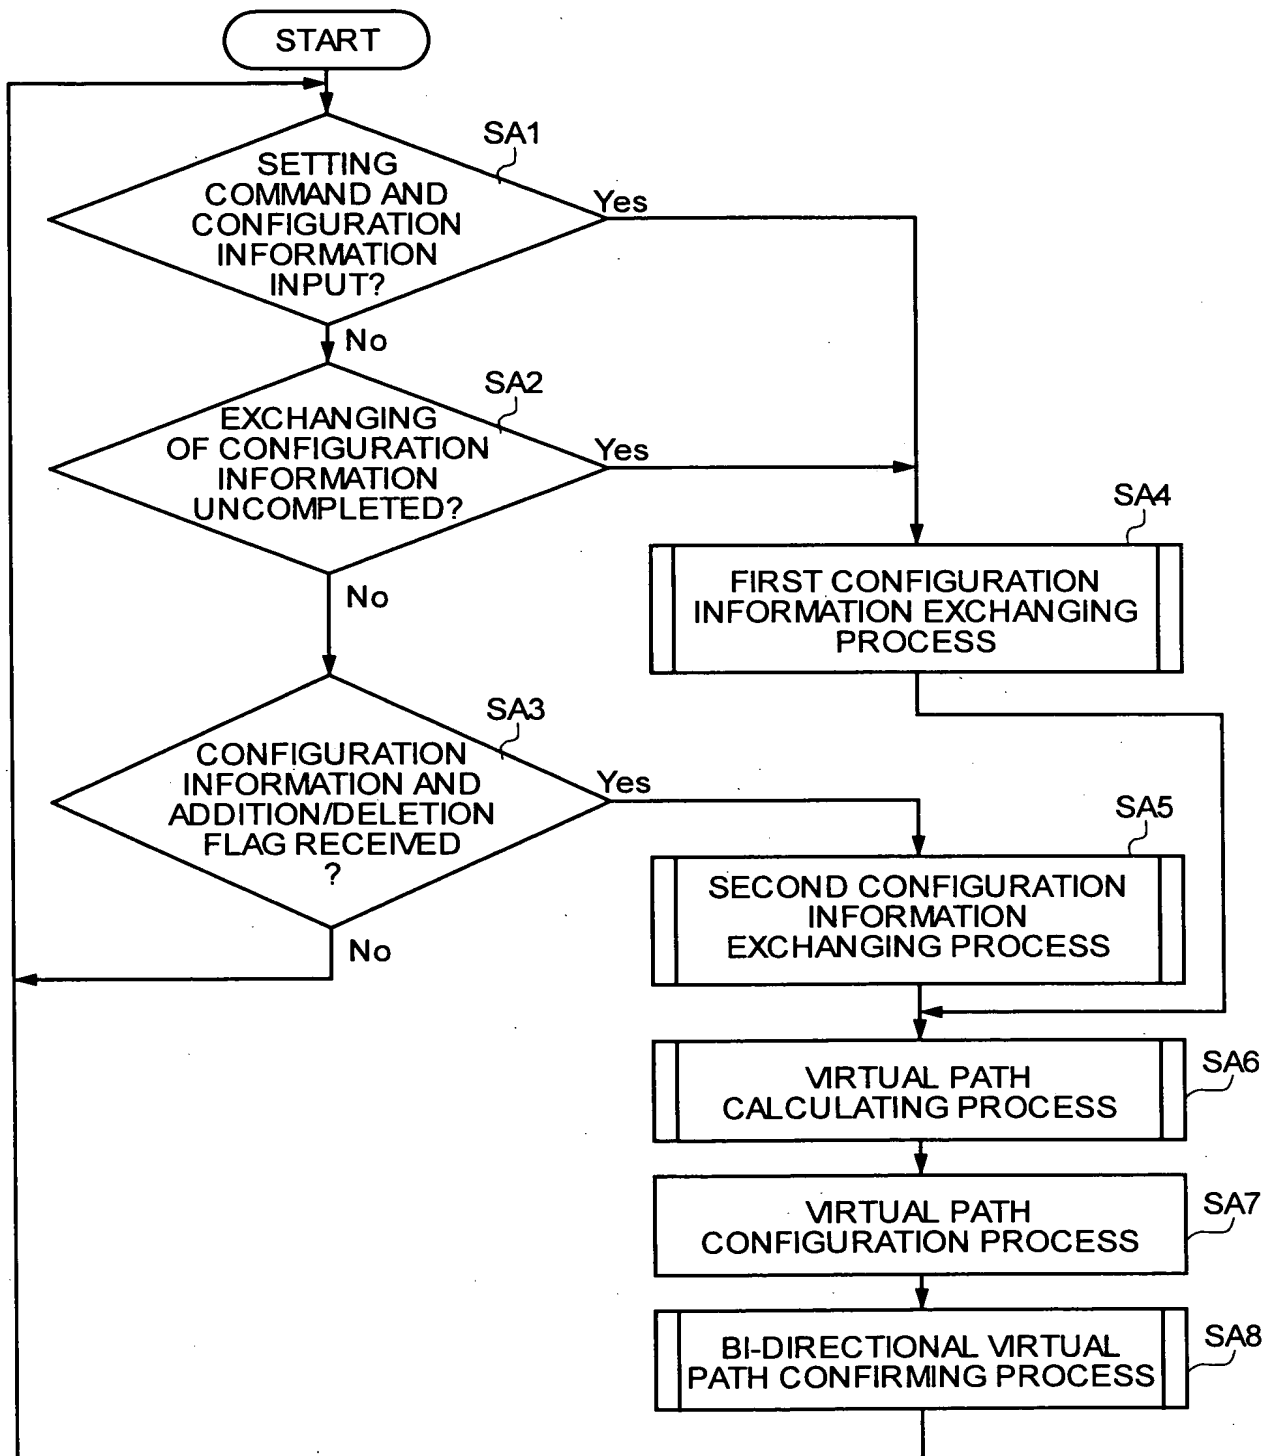 START
SA1
SETTING
COMMAND AND
CONFIGURATION
INFORMATION
INPUT?
Yes
No
SA2
EXCHANGING
OF CONFIGURATION
INFORMATION
UNCOMPLETED?
Yes
No
SA4
FIRST CONFIGURATION
INFORMATION EXCHANGING
PROCESS
SA3
CONFIGURATION
INFORMATION AND
ADDITION/DELETION
FLAG RECEIVED
?
Yes
No
SA5
SECOND CONFIGURATION
INFORMATION
EXCHANGING PROCESS
SA6
VIRTUAL PATH
CALCULATING PROCESS
SA7
VIRTUAL PATH
CONFIGURATION PROCESS
SA8
BI-DIRECTIONAL VIRTUAL
PATH CONFIRMING PROCESS